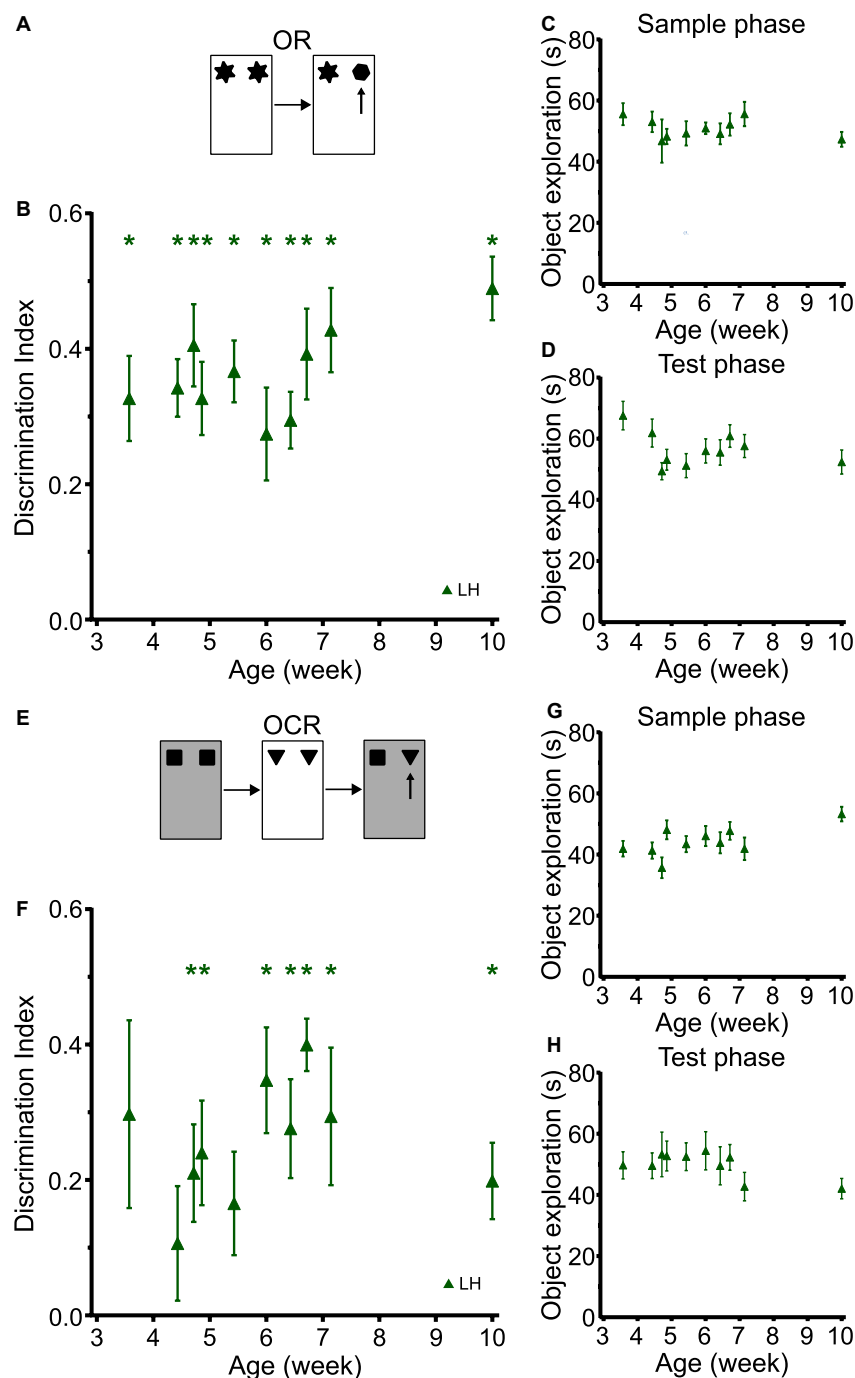 A
OR
B
0.6
0.4
0.2
0.0
Discrimination Index
* * * * * * * * * *
LH
3 4 5 6 7 8 9 10
Age (week)
C
Sample phase
80
60
40
20
0
Object exploration (s)
3 4 5 6 7 8 9 10
Age (week)
D
Test phase
80
60
40
20
0
Object exploration (s)
3 4 5 6 7 8 9 10
Age (week)
E
OCR
F
0.6
0.4
0.2
0.0
Discrimination Index
* * * * * * *
LH
3 4 5 6 7 8 9 10
Age (week)
G
Sample phase
80
60
40
20
0
Object exploration (s)
3 4 5 6 7 8 9 10
Age (week)
H
Test phase
80
60
40
20
0
Object exploration (s)
3 4 5 6 7 8 9 10
Age (week)